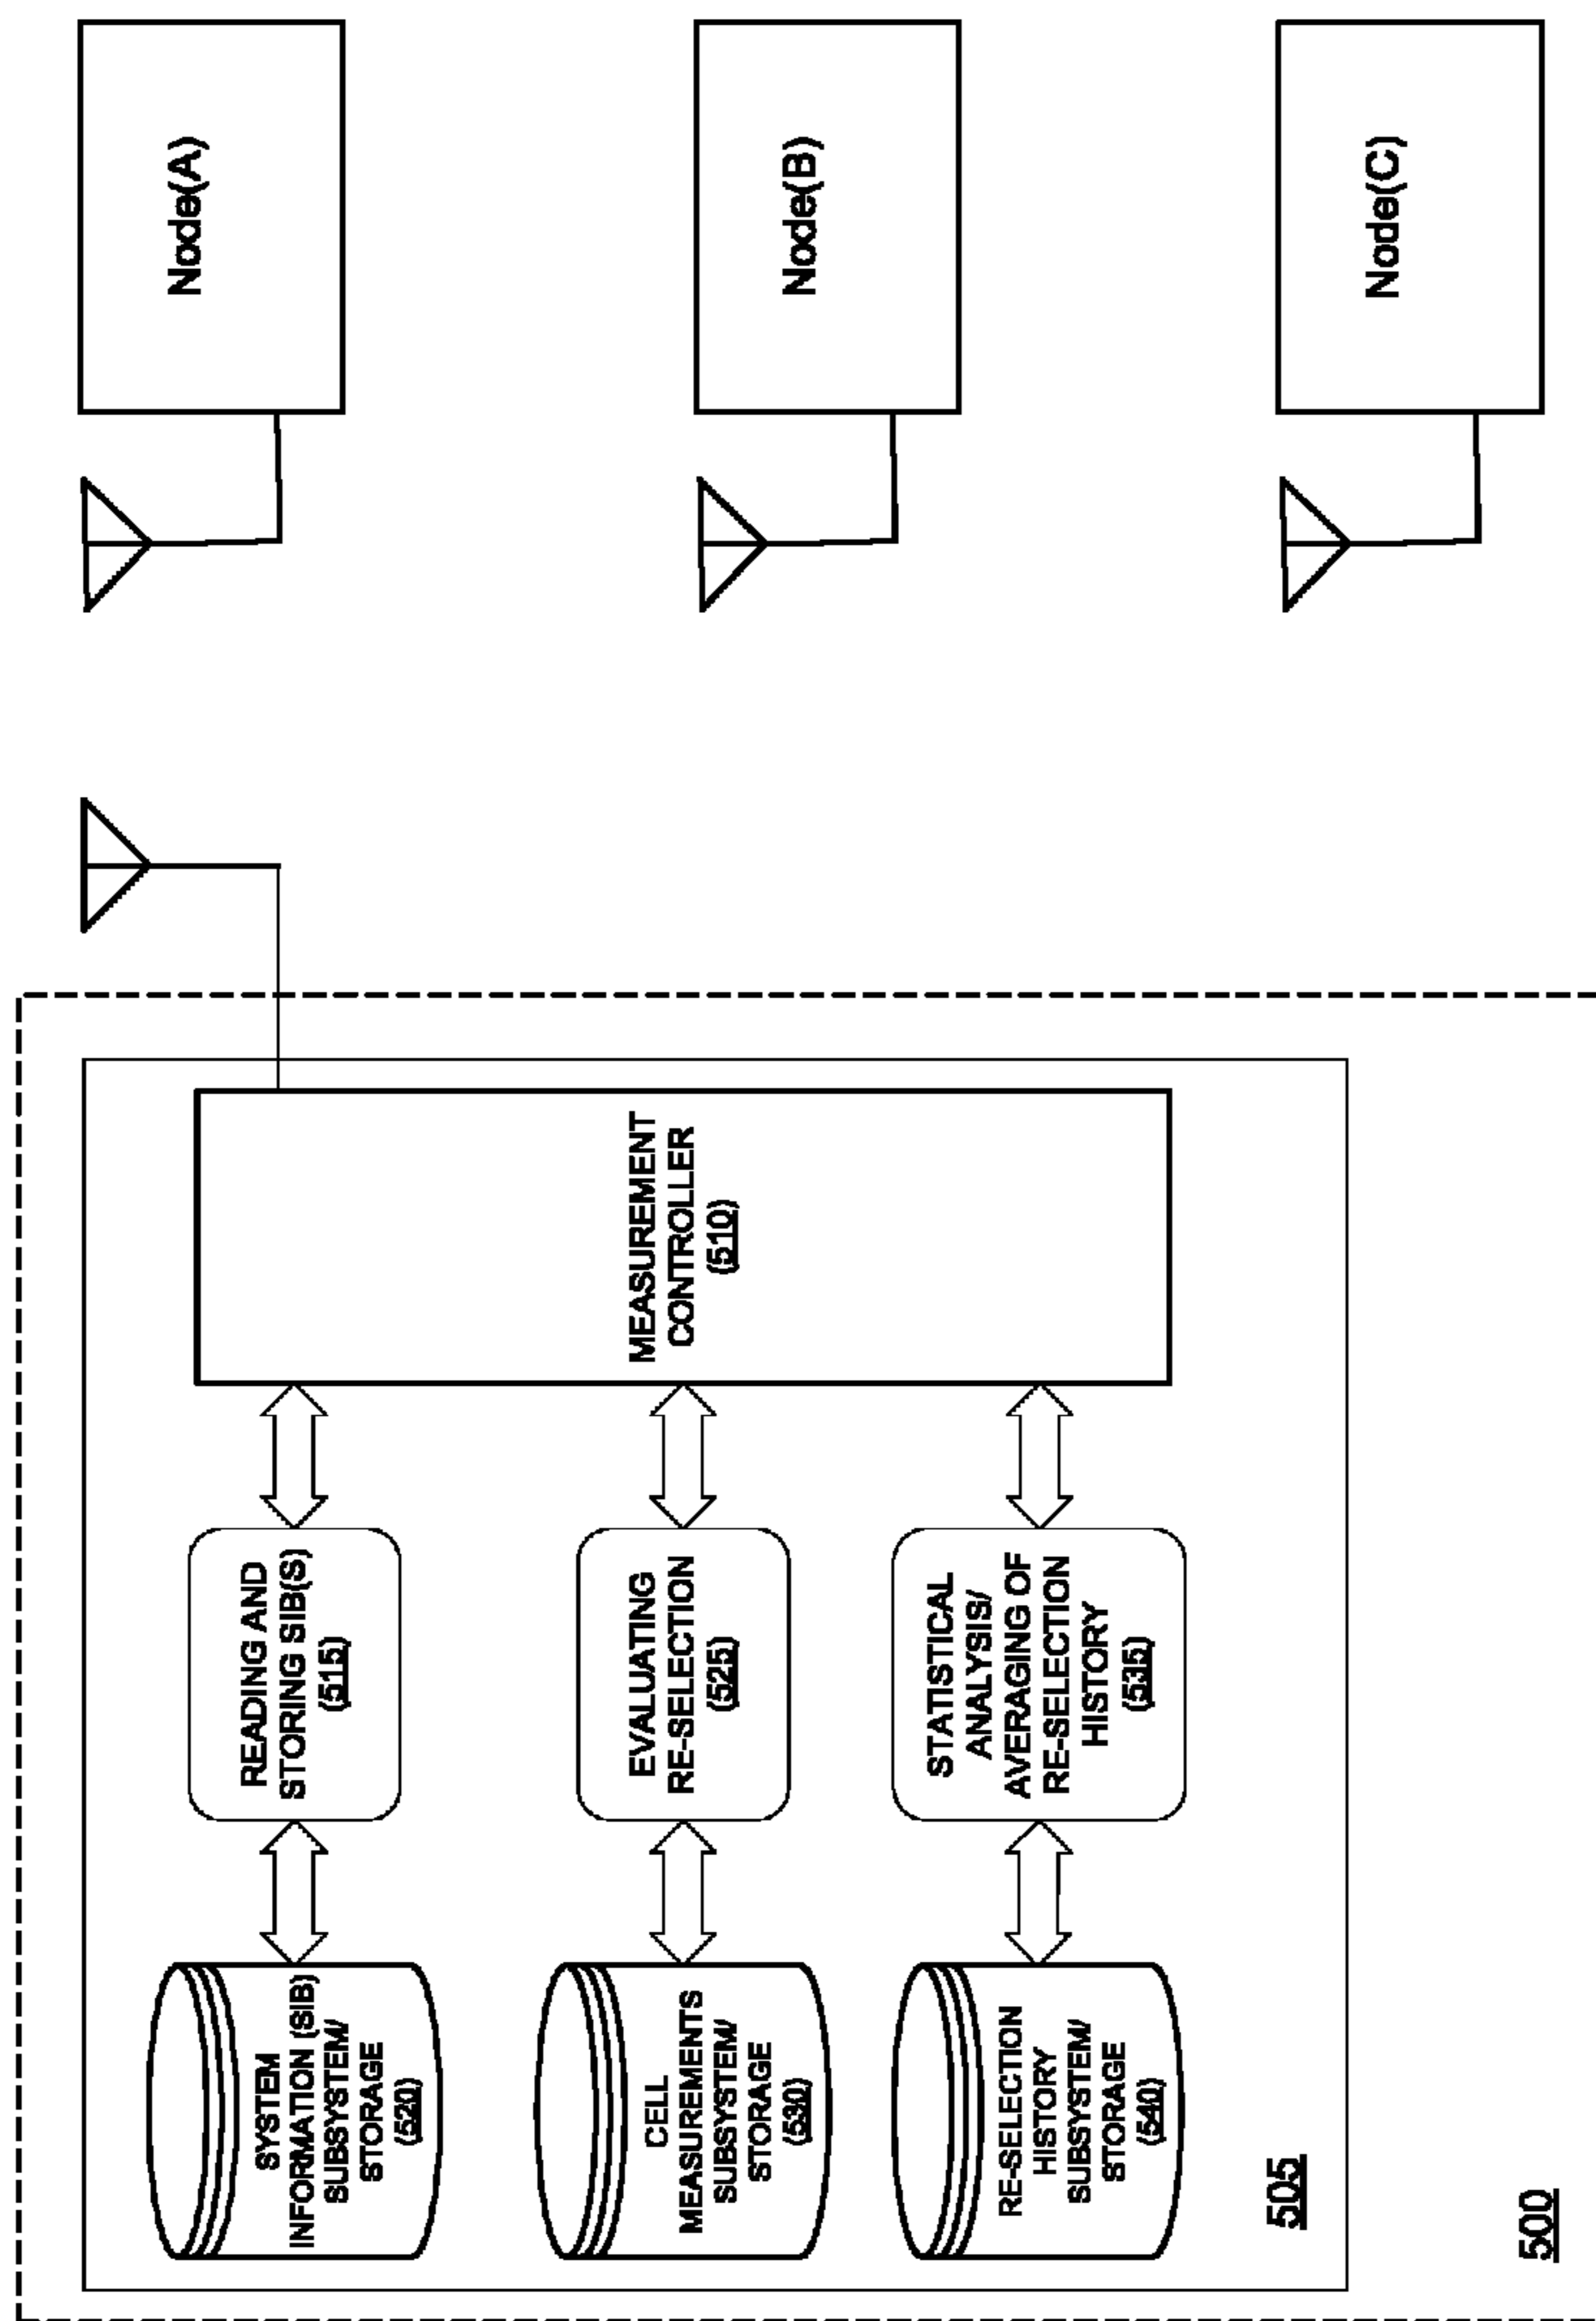 SYSTEM
INFORMATION (SIB)
SUBSYSTEM/
STORAGE
(520)
READING AND
STORING SIB(S)
(515)
CELL
MEASUREMENTS
SUBSYSTEM/
STORAGE
(530)
EVALUATING
RE-SELECTION
(525)
RE-SELECTION
HISTORY
SUBSYSTEM/
STORAGE
(540)
STATISTICAL
ANALYSIS/
AVERAGING OF
RE-SELECTION
HISTORY
(535)
MEASUREMENT
CONTROLLER
(510)
Node(A)
Node(B)
Node(C)
505
500